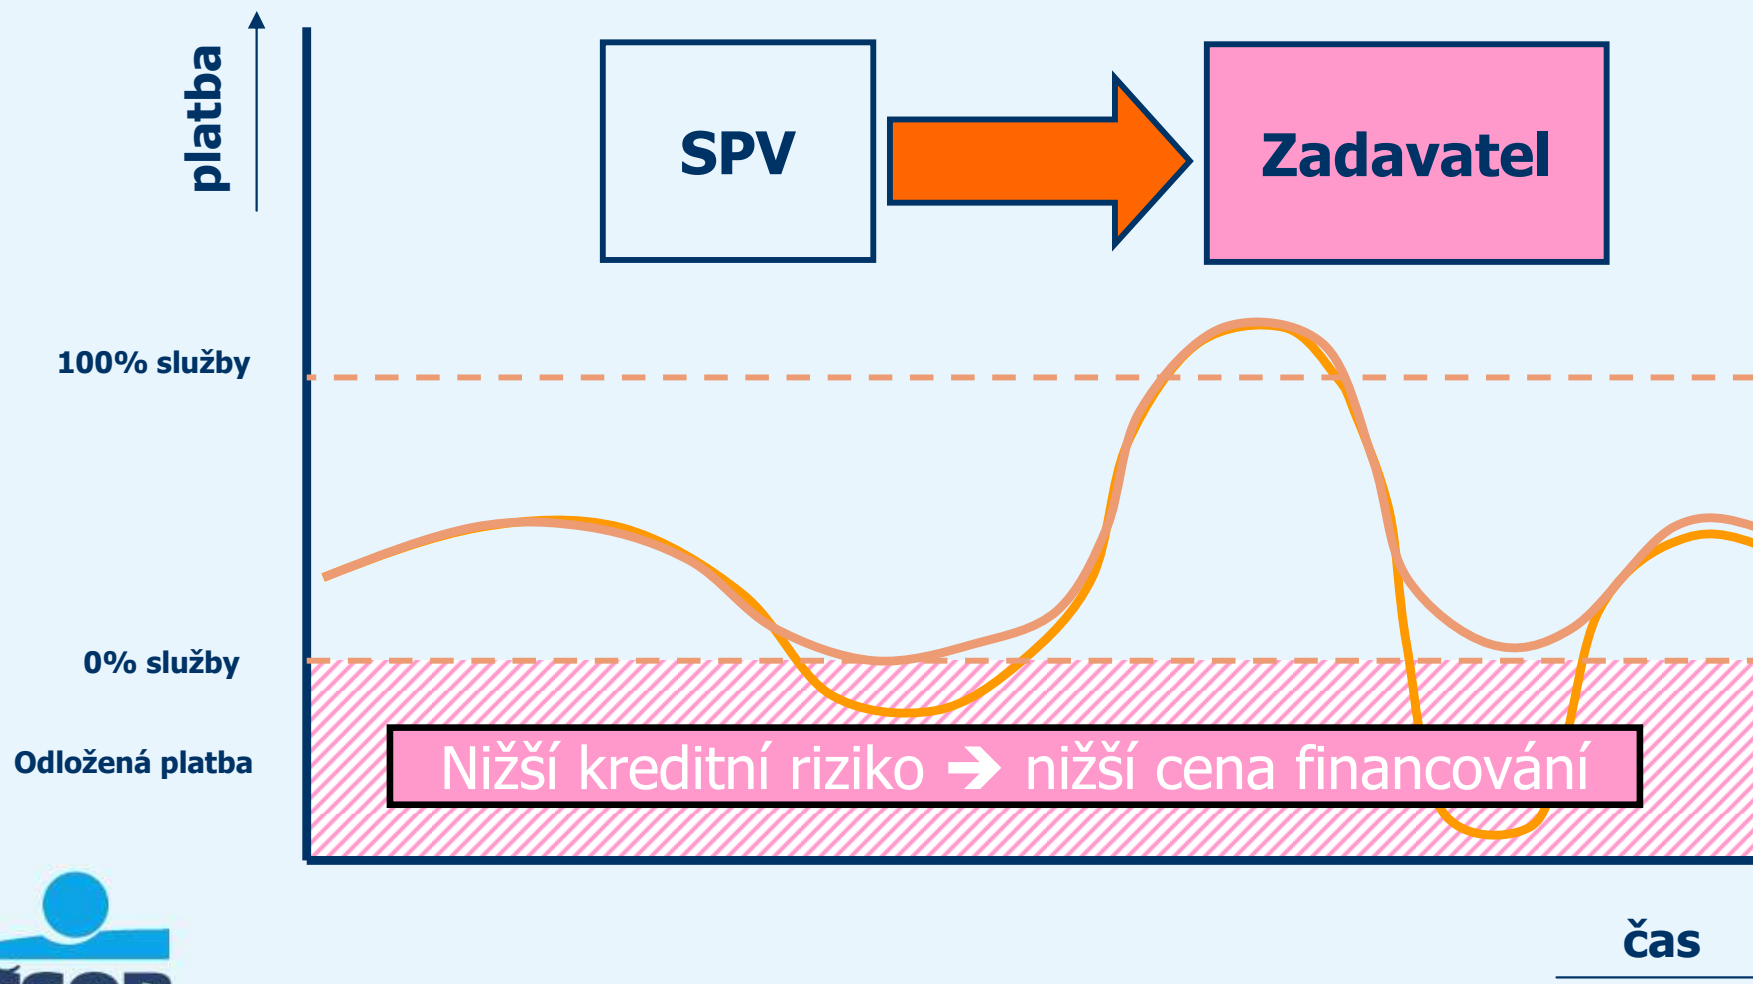 platba
SPV
Zadavatel
100% služby
0% služby
Odložená platba
Nižší kreditní riziko ➔ nižší cena financování
čas